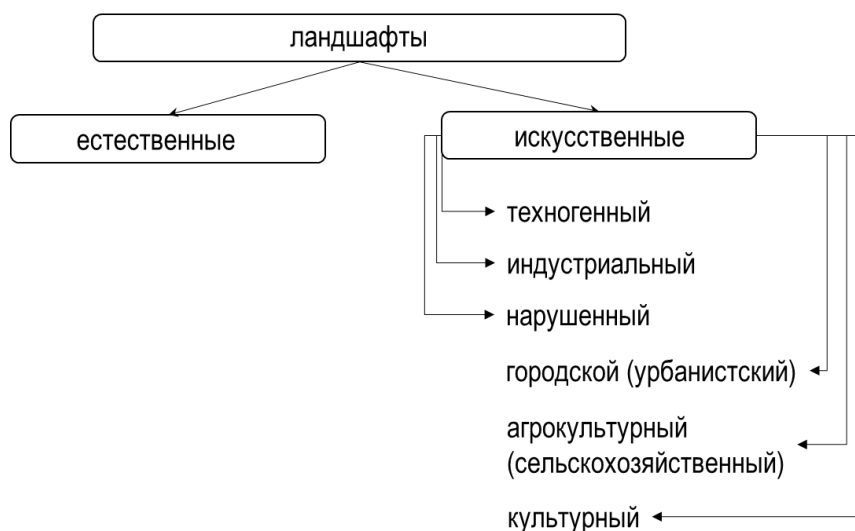 ландшафты
естественные
искусственные
техногенный
индустриальный
нарушенный
городской (урбанистский)
агрокультурный
(сельскохозяйственный)
культурный